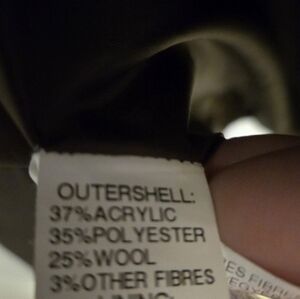 OUTERSHELL:
37%ACRYLIC
35%POLYESTER
25%WOOL
3%OTHER FIBRES